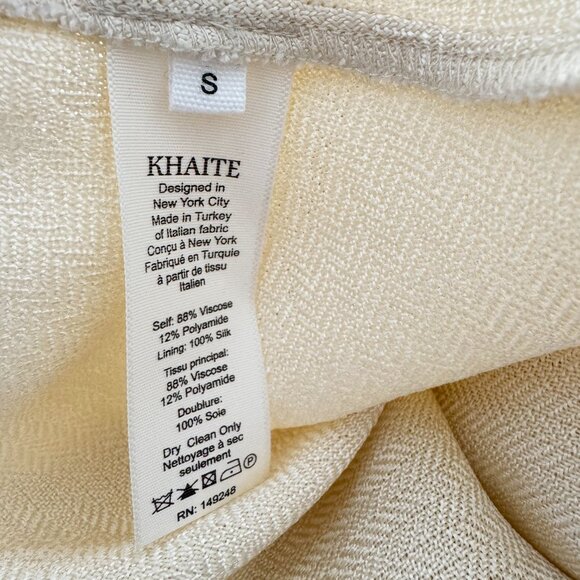 S
KHAITE
Designed in
New York City
Made in Turkey
of Italian fabric
Conçu à New York
Fabriqué en Turquie
à partir de tissu
Italien
Self: 88% Viscose
12% Polyamide
Lining: 100% Silk
Tissu principal:
88% Viscose
12% Polyamide
Doublure:
100% Soie
Dry Clean Only
Nettoyage à sec
seulement
P
RN: 149248